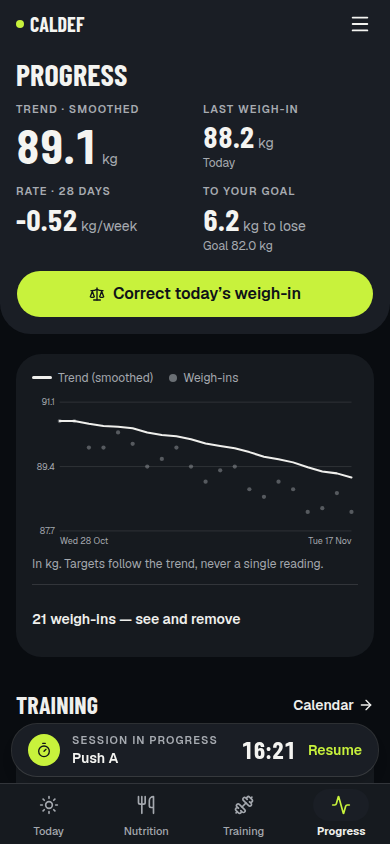 CALDEF
PROGRESS
TREND · SMOOTHED
89.1 kg
LAST WEIGH-IN
88.2 kg
Today
RATE · 28 DAYS
-0.52 kg/week
TO YOUR GOAL
6.2 kg to lose
Goal 82.0 kg
Correct today's weigh-in
Trend (smoothed)
Weigh-ins
91.1
89.4
87.7
Wed 28 Oct
Tue 17 Nov
In kg. Targets follow the trend, never a single reading.
21 weigh-ins — see and remove
TRAINING
Calendar →
SESSION IN PROGRESS
Push A
16:21
Resume
Today
Nutrition
Training
Progress